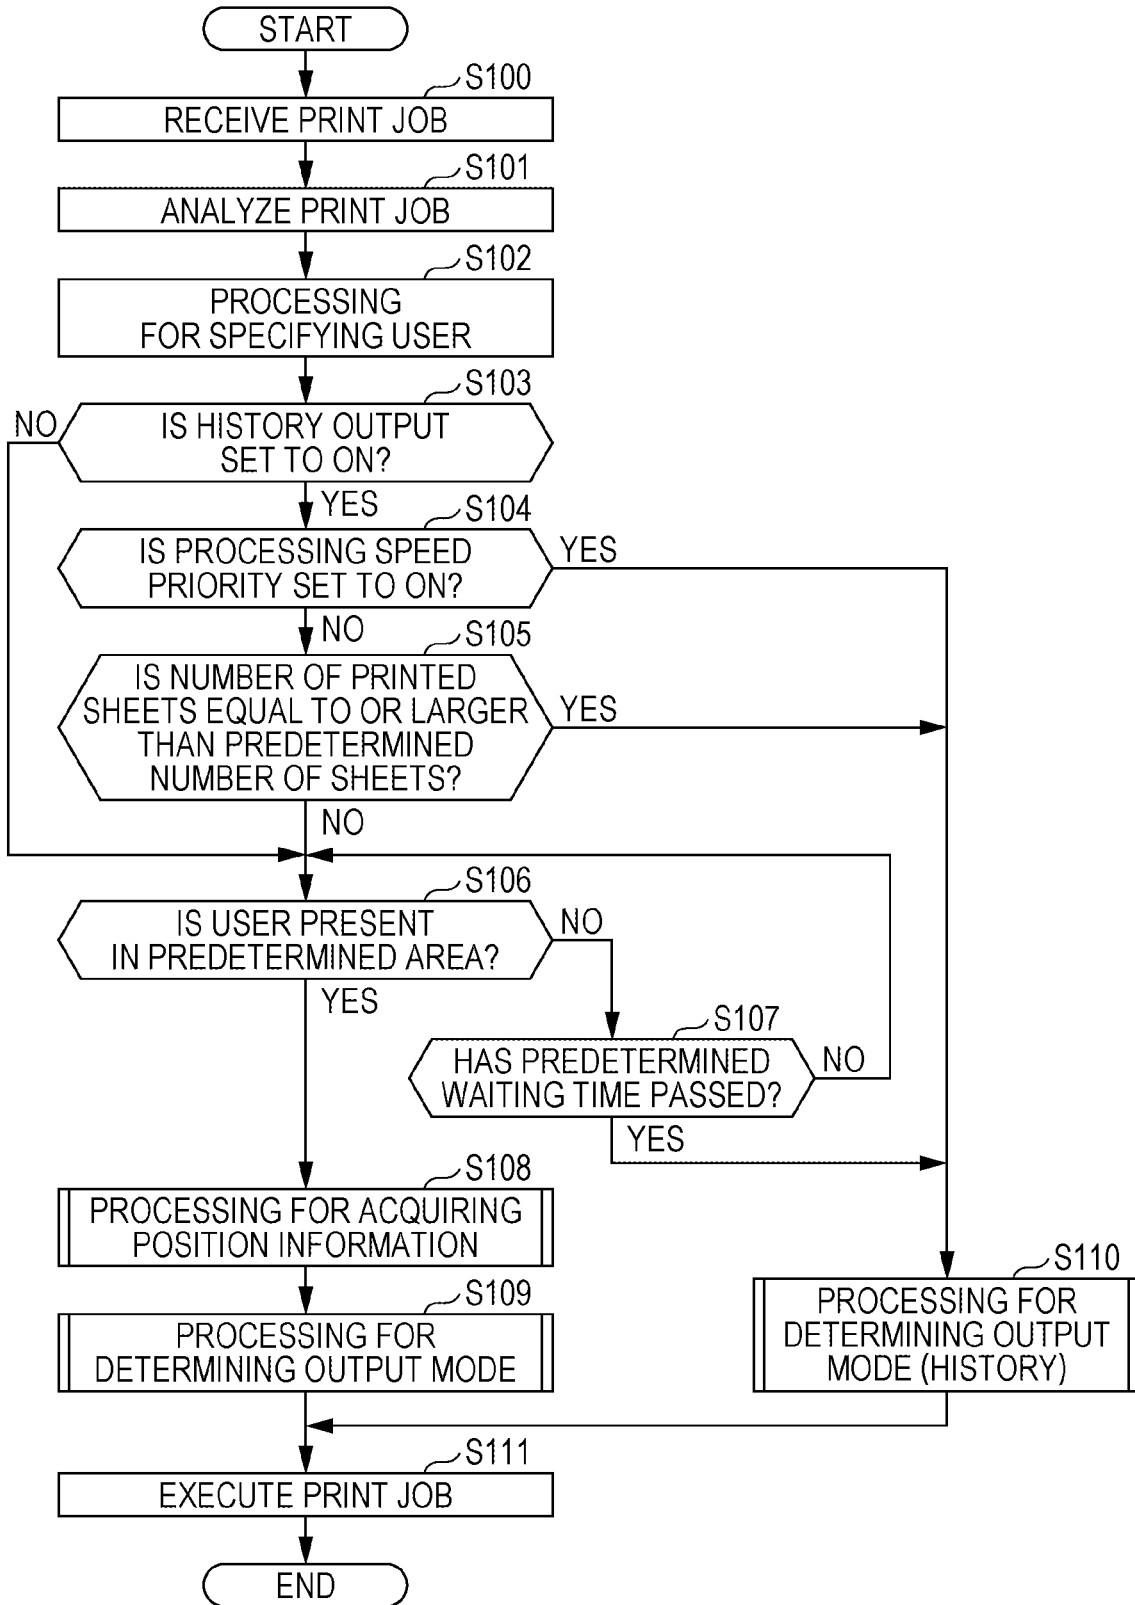 START
S100
RECEIVE PRINT JOB
S101
ANALYZE PRINT JOB
S102
PROCESSING
FOR SPECIFYING USER
S103
NO
IS HISTORY OUTPUT
SET TO ON?
YES
S104
IS PROCESSING SPEED
PRIORITY SET TO ON?
YES
NO
S105
IS NUMBER OF PRINTED
SHEETS EQUAL TO OR LARGER
THAN PREDETERMINED
NUMBER OF SHEETS?
YES
NO
S106
IS USER PRESENT
IN PREDETERMINED AREA?
NO
YES
S107
HAS PREDETERMINED
WAITING TIME PASSED?
NO
YES
S108
PROCESSING FOR ACQUIRING
POSITION INFORMATION
S109
PROCESSING FOR
DETERMINING OUTPUT MODE
S110
PROCESSING FOR
DETERMINING OUTPUT
MODE (HISTORY)
S111
EXECUTE PRINT JOB
END